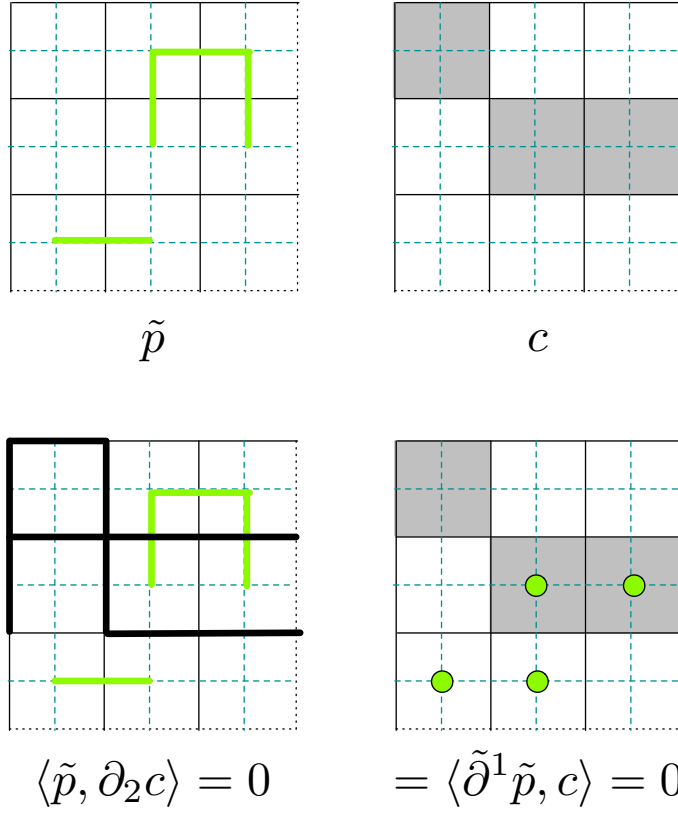 p̃
c
⟨p̃, ∂₂c⟩ = 0
= ⟨∂̃¹p̃, c⟩ = 0